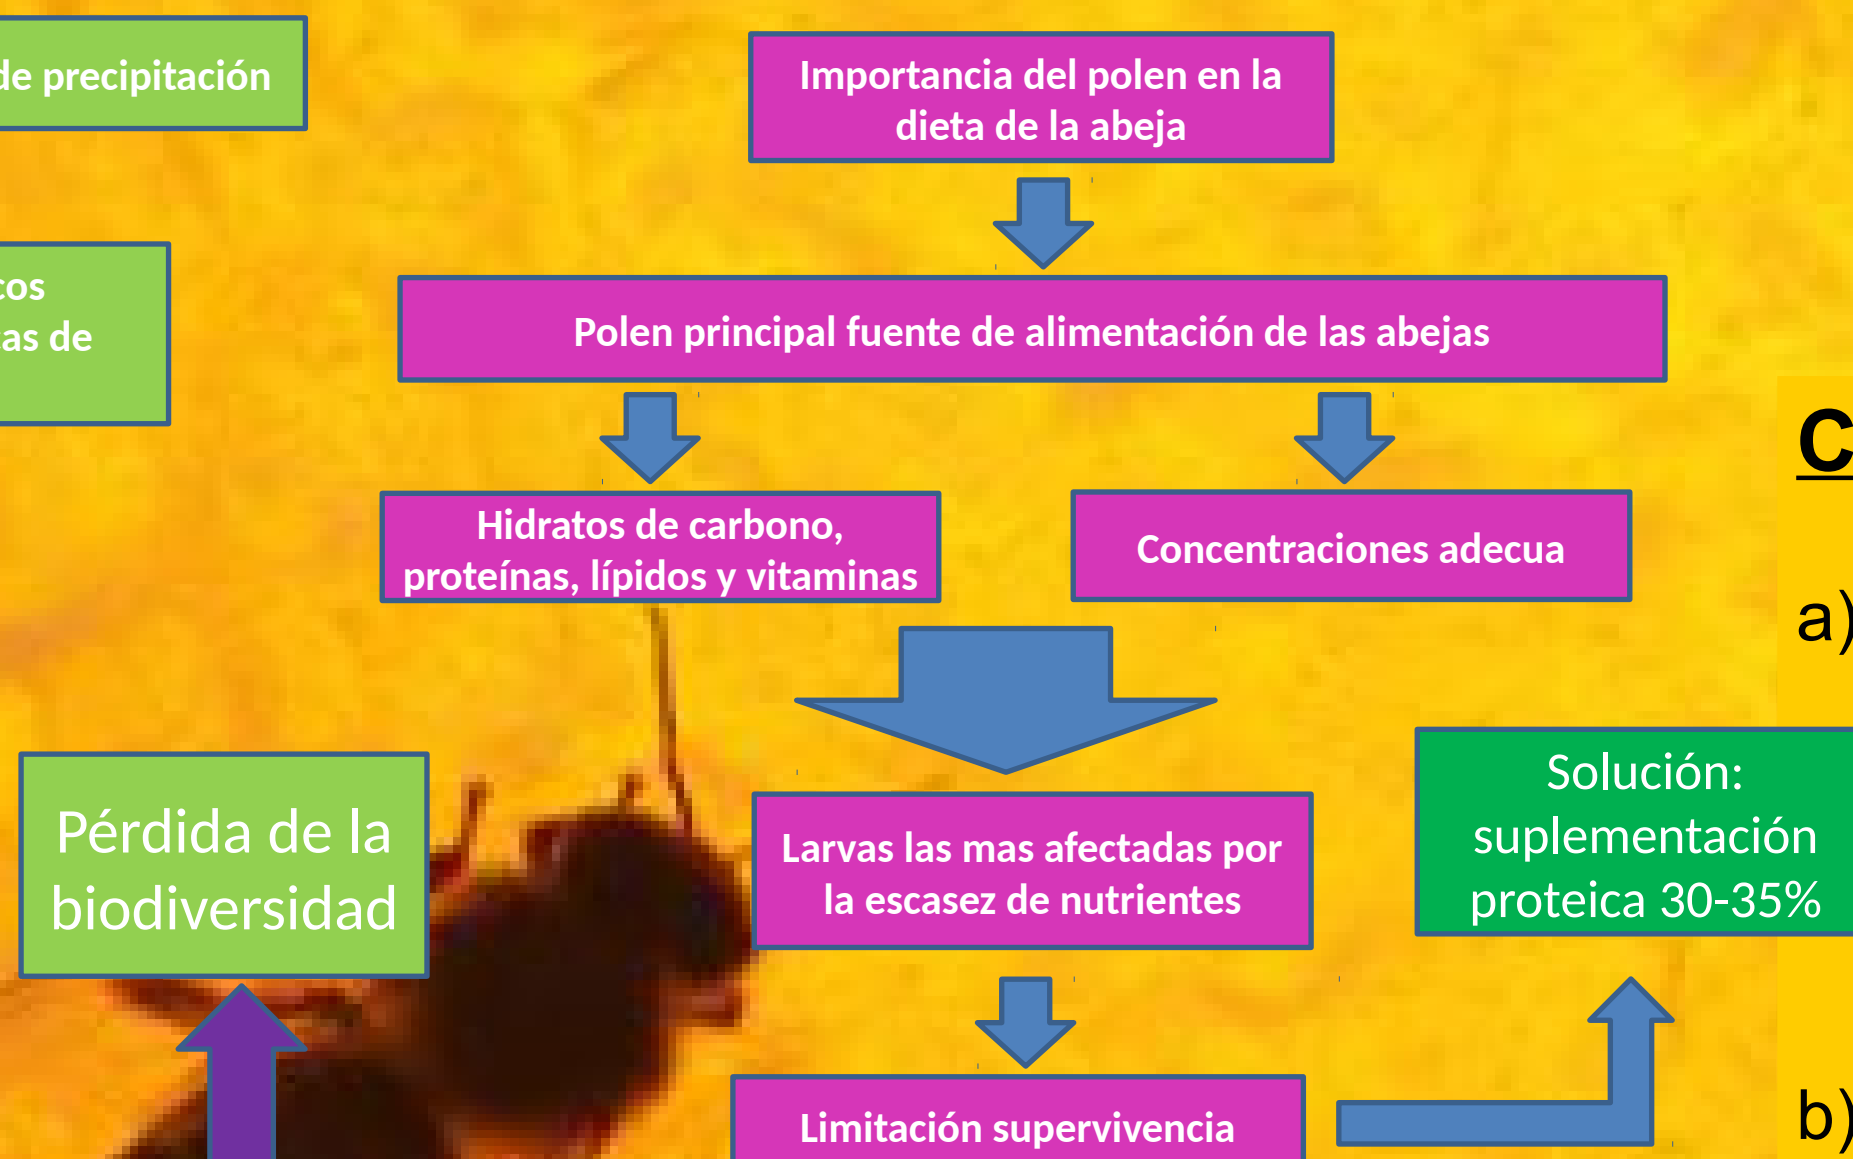 de precipitación
Importancia del polen en la
dieta de la abeja
cos
as de
Polen principal fuente de alimentación de las abejas
Hidratos de carbono,
proteínas, lípidos y vitaminas
Concentraciones adecua
C
a)
Pérdida de la
biodiversidad
Larvas las mas afectadas por
la escasez de nutrientes
Solución:
suplementación
proteica 30-35%
Limitación supervivencia
b)